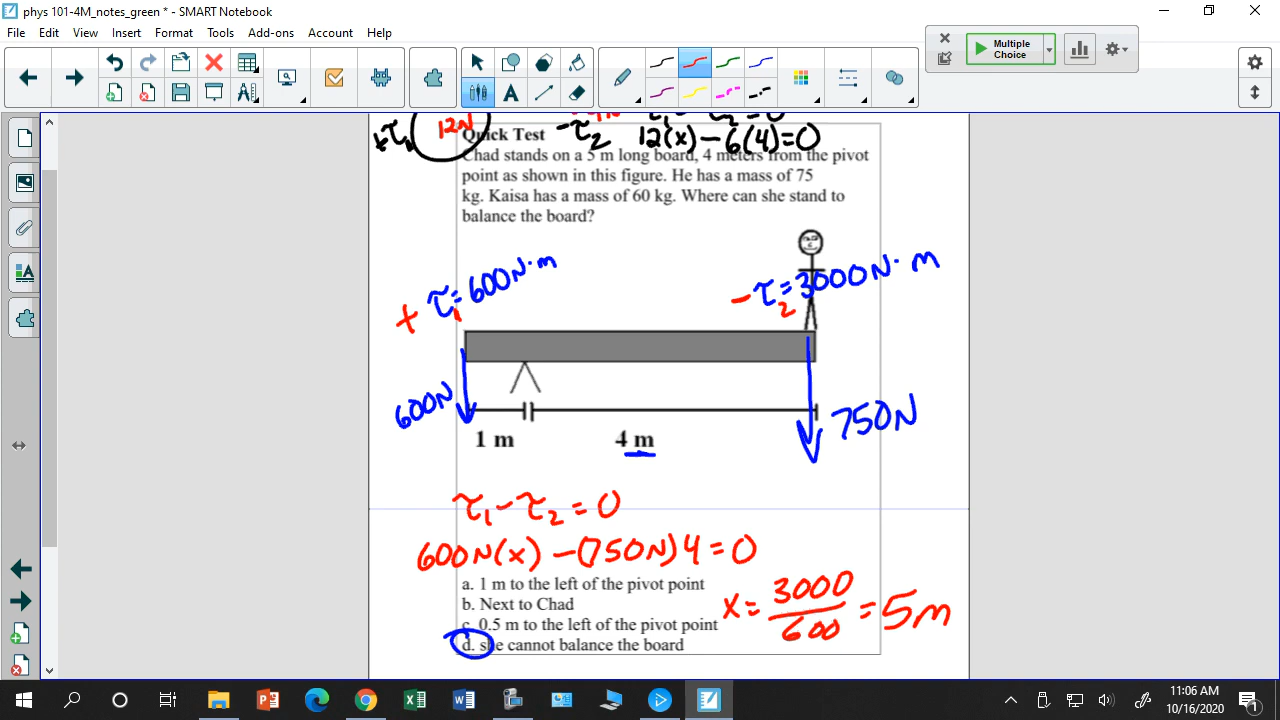 phys 101-4M_notes_green * - SMART Notebook
File Edit View Insert Format Tools Add-ons Account Help
Multiple
Choice
+τ
12N
-τ2
12(x) - 6(4) = 0
Quick Test
Chad stands on a 5 m long board, 4 meters from the pivot
point as shown in this figure. He has a mass of 75
kg. Kaisa has a mass of 60 kg. Where can she stand to
balance the board?
+ τ1 = 600N·m
- τ2 = 3000N·m
600N
750N
1 m
4 m
τ1 - τ2 = 0
600N(x) - (750N)4 = 0
a. 1 m to the left of the pivot point
b. Next to Chad
c. 0.5 m to the left of the pivot point
d. she cannot balance the board
x = 3000/600 = 5m
11:06 AM
10/16/2020
1